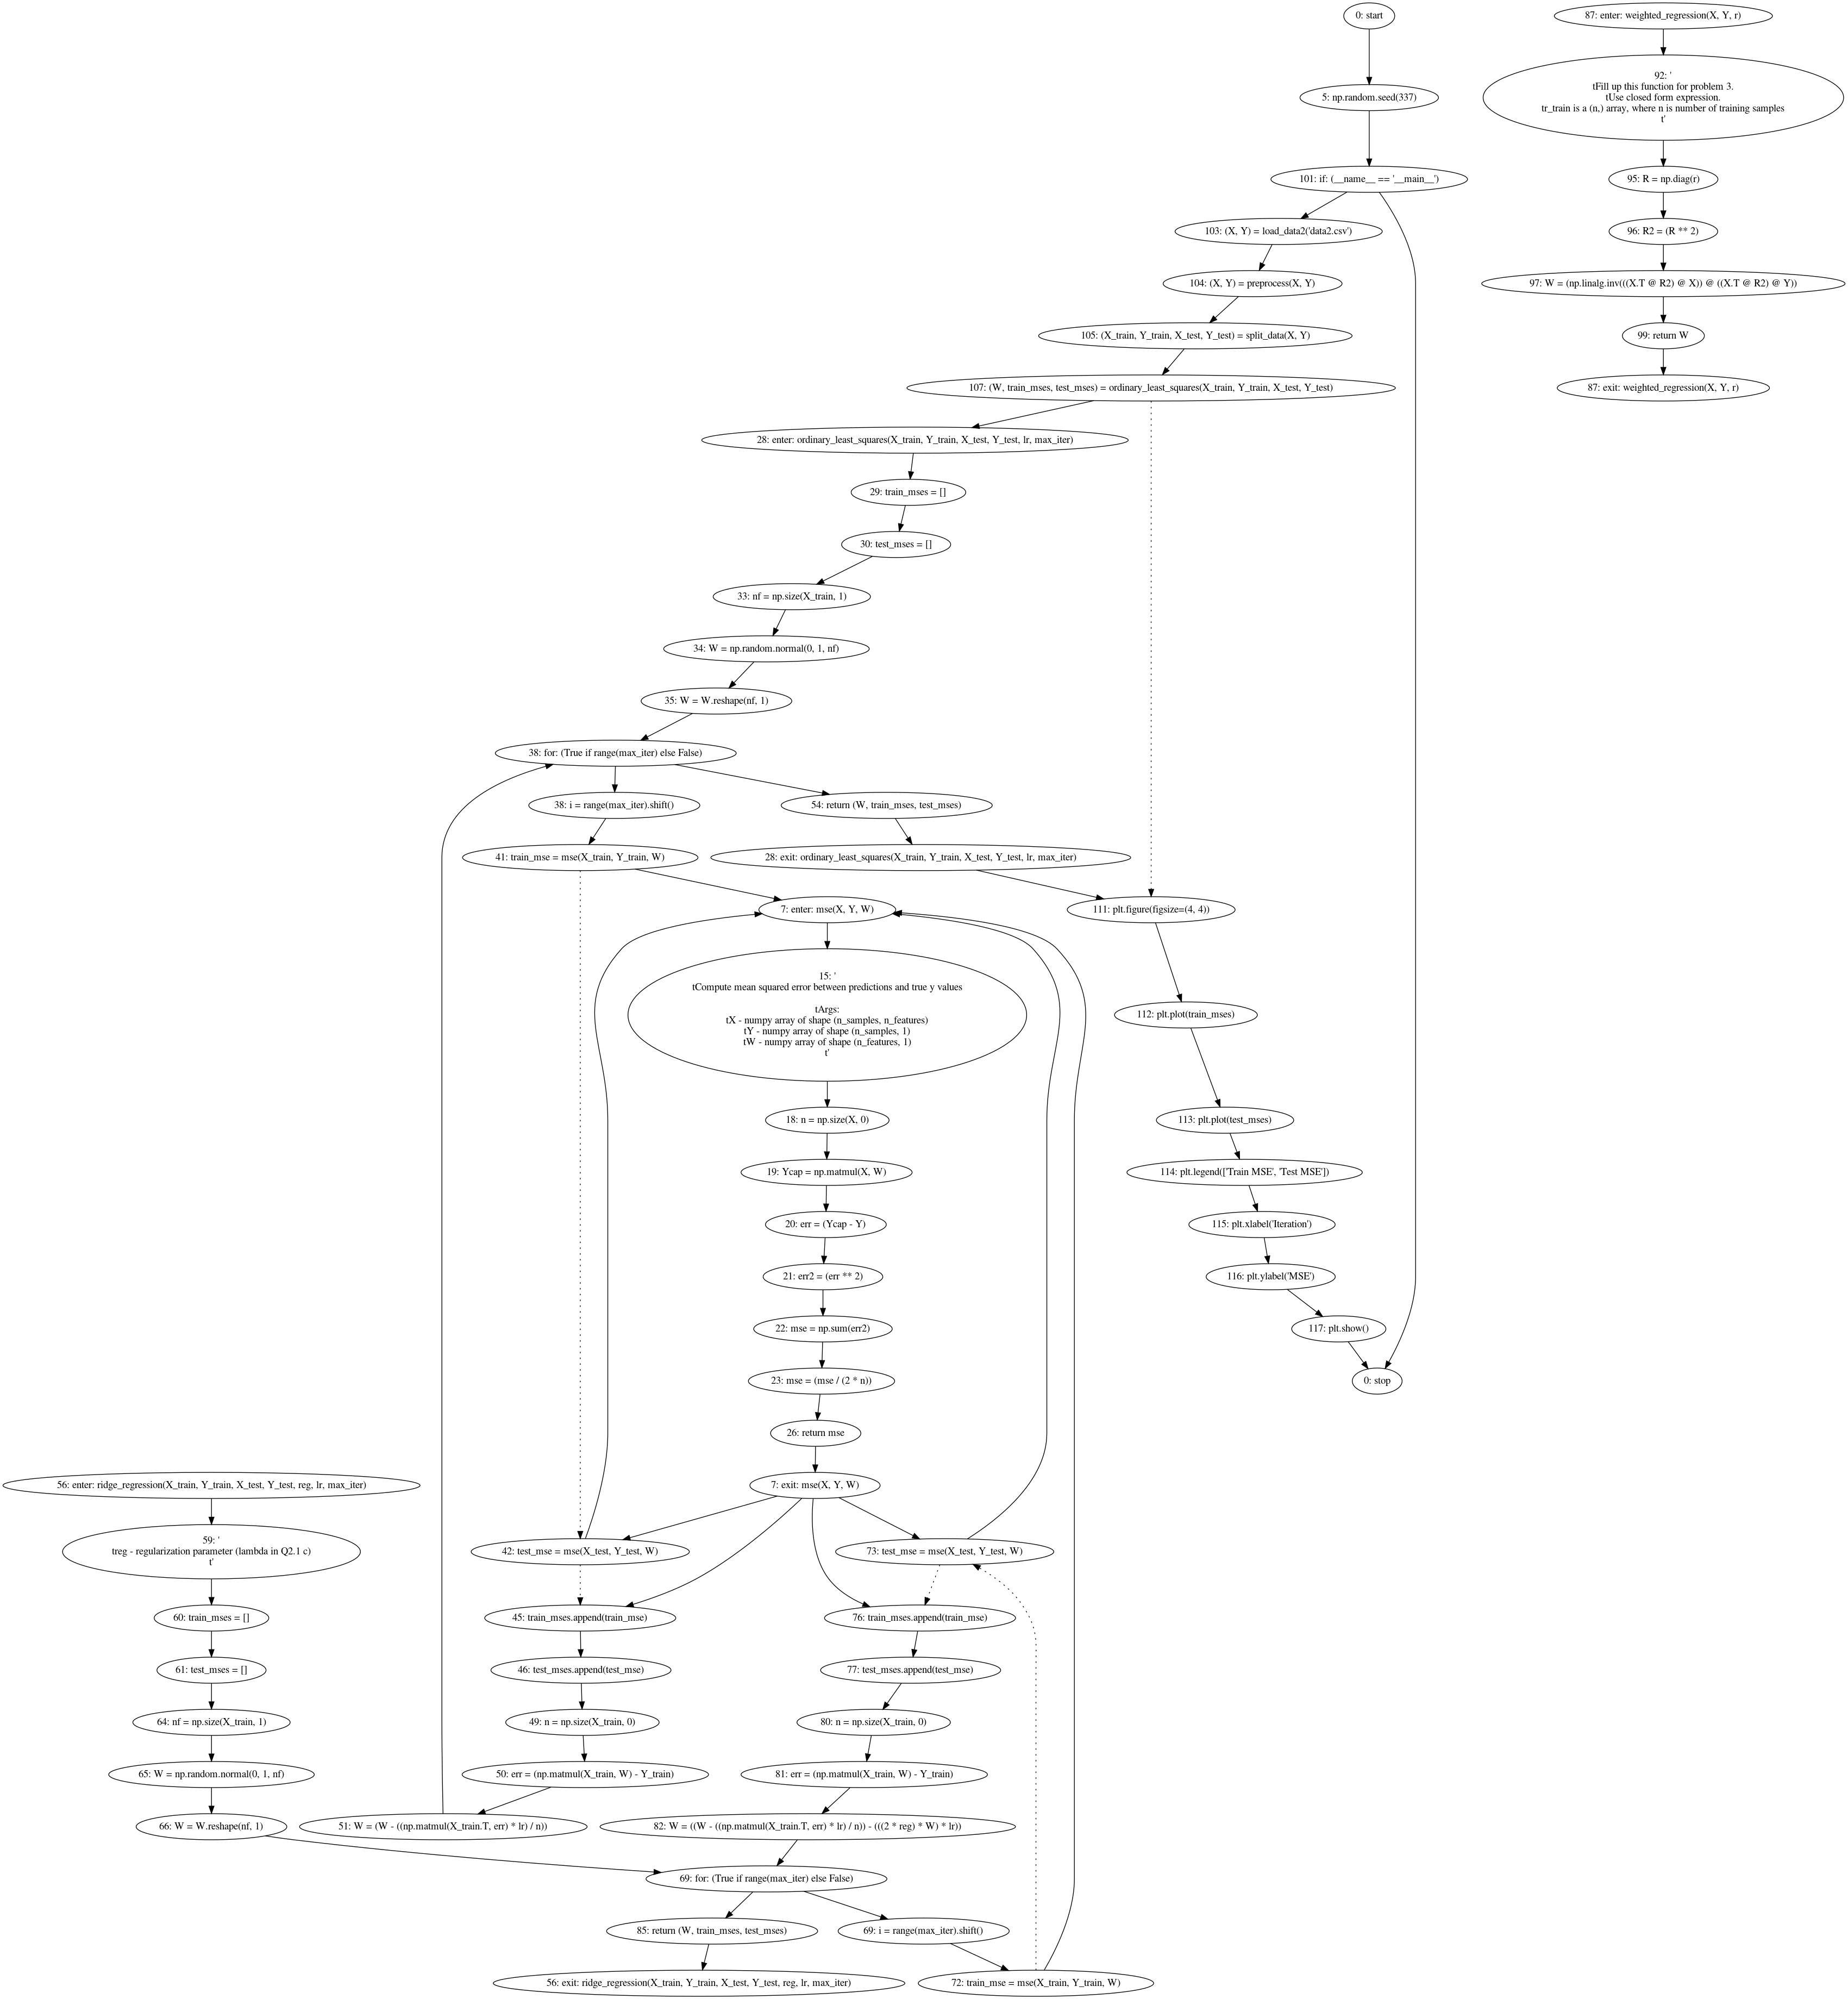 0: start
5: np.random.seed(337)
101: if: (__name__ == '__main__')
103: (X, Y) = load_data2('data2.csv')
104: (X, Y) = preprocess(X, Y)
105: (X_train, Y_train, X_test, Y_test) = split_data(X, Y)
107: (W, train_mses, test_mses) = ordinary_least_squares(X_train, Y_train, X_test, Y_test)
28: enter: ordinary_least_squares(X_train, Y_train, X_test, Y_test, lr, max_iter)
29: train_mses = []
30: test_mses = []
33: nf = np.size(X_train, 1)
34: W = np.random.normal(0, 1, nf)
35: W = W.reshape(nf, 1)
38: for: (True if range(max_iter) else False)
38: i = range(max_iter).shift()
54: return (W, train_mses, test_mses)
41: train_mse = mse(X_train, Y_train, W)
28: exit: ordinary_least_squares(X_train, Y_train, X_test, Y_test, lr, max_iter)
7: enter: mse(X, Y, W)
15: '
tCompute mean squared error between predictions and true y values
tArgs:
tX - numpy array of shape (n_samples, n_features)
tY - numpy array of shape (n_samples, 1)
tW - numpy array of shape (n_features, 1)
t'
18: n = np.size(X, 0)
19: Ycap = np.matmul(X, W)
20: err = (Ycap - Y)
21: err2 = (err ** 2)
22: mse = np.sum(err2)
23: mse = (mse / (2 * n))
26: return mse
7: exit: mse(X, Y, W)
42: test_mse = mse(X_test, Y_test, W)
73: test_mse = mse(X_test, Y_test, W)
45: train_mses.append(train_mse)
76: train_mses.append(train_mse)
46: test_mses.append(test_mse)
77: test_mses.append(test_mse)
49: n = np.size(X_train, 0)
80: n = np.size(X_train, 0)
50: err = (np.matmul(X_train, W) - Y_train)
81: err = (np.matmul(X_train, W) - Y_train)
51: W = (W - ((np.matmul(X_train.T, err) * lr) / n))
82: W = ((W - ((np.matmul(X_train.T, err) * lr) / n)) - (((2 * reg) * W) * lr))
111: plt.figure(figsize=(4, 4))
112: plt.plot(train_mses)
113: plt.plot(test_mses)
114: plt.legend(['Train MSE', 'Test MSE'])
115: plt.xlabel('Iteration')
116: plt.ylabel('MSE')
117: plt.show()
0: stop
56: enter: ridge_regression(X_train, Y_train, X_test, Y_test, reg, lr, max_iter)
59: '
treg - regularization parameter (lambda in Q2.1 c)
t'
60: train_mses = []
61: test_mses = []
64: nf = np.size(X_train, 1)
65: W = np.random.normal(0, 1, nf)
66: W = W.reshape(nf, 1)
69: for: (True if range(max_iter) else False)
85: return (W, train_mses, test_mses)
69: i = range(max_iter).shift()
56: exit: ridge_regression(X_train, Y_train, X_test, Y_test, reg, lr, max_iter)
72: train_mse = mse(X_train, Y_train, W)
87: enter: weighted_regression(X, Y, r)
92: '
tFill up this function for problem 3.
tUse closed form expression.
tr_train is a (n,) array, where n is number of training samples
t'
95: R = np.diag(r)
96: R2 = (R ** 2)
97: W = (np.linalg.inv(((X.T @ R2) @ X)) @ ((X.T @ R2) @ Y))
99: return W
87: exit: weighted_regression(X, Y, r)